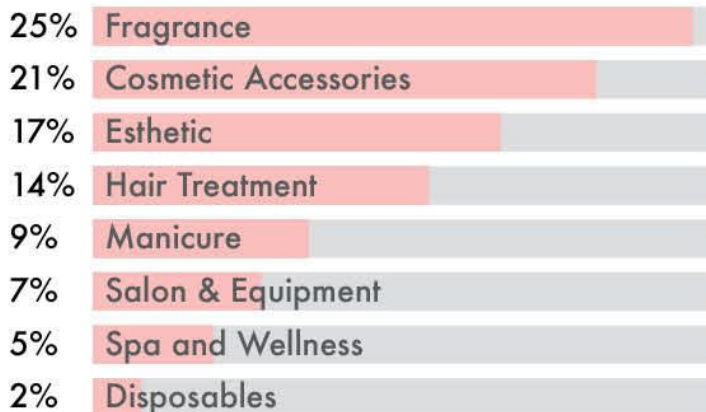 25% Fragrance
21% Cosmetic Accessories
17% Esthetic
14% Hair Treatment
9% Manicure
7% Salon & Equipment
5% Spa and Wellness
2% Disposables